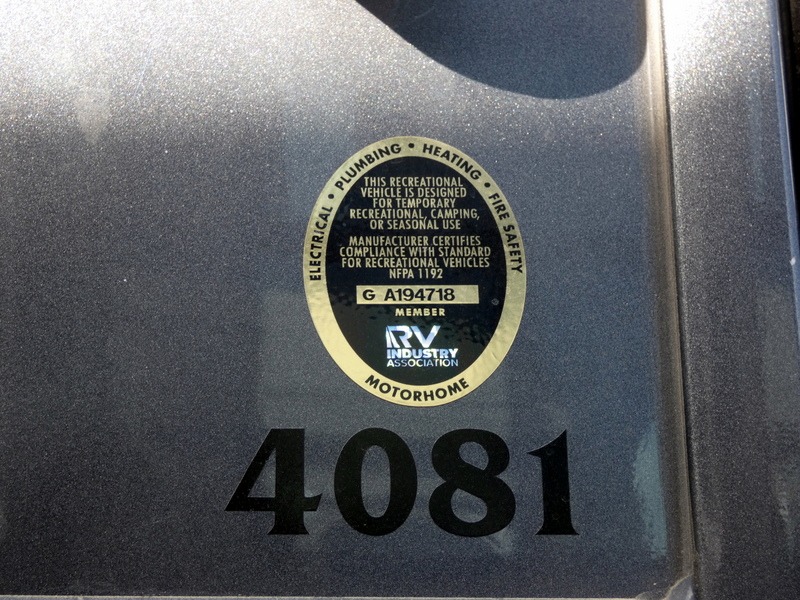 ELECTRICAL • PLUMBING • HEATING • FIRE SAFETY
THIS RECREATIONAL
VEHICLE IS DESIGNED
FOR TEMPORARY
RECREATIONAL, CAMPING,
OR SEASONAL USE
MANUFACTURER CERTIFIES
COMPLIANCE WITH STANDARD
FOR RECREATIONAL VEHICLES
NFPA 1192
G A194718
MEMBER
RV
INDUSTRY
ASSOCIATION
MOTORHOME
4081